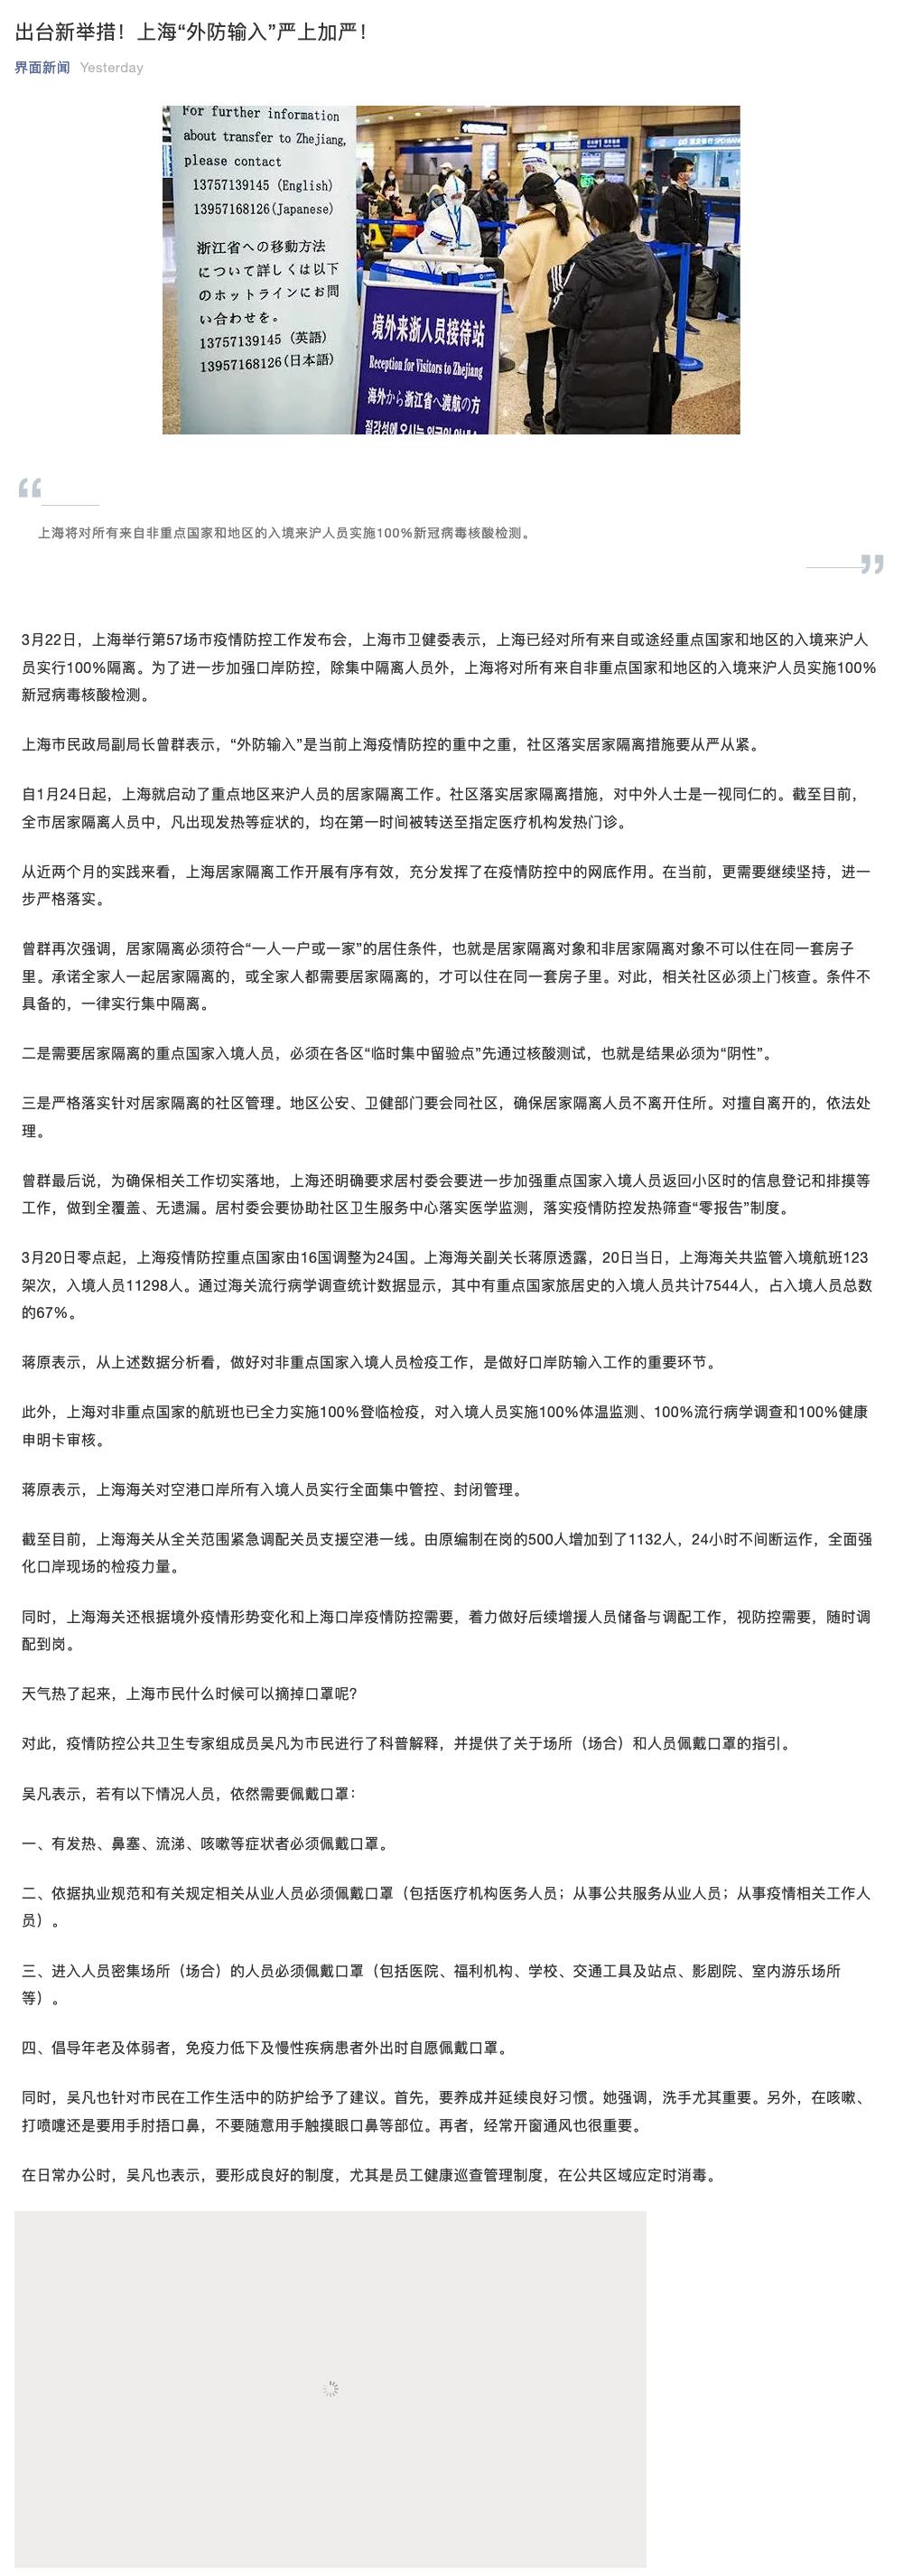 出台新举措！上海“外防输入”严上加严！
界面新闻 Yesterday
For further information
about transfer to Zhejiang,
please contact
13757139145 (English)
13957168126(Japanese)
浙江省への移動方法
について詳しくは以下
のホットラインにお問
い合わせを。
13757139145 (英語)
13957168126(日本語)
境外来浙人员接待站
Reception for Visitors to Zhejiang
海外から浙江省へ渡航の方
“
上海将对所有来自非重点国家和地区的入境来沪人员实施100%新冠病毒核酸检测。
”
3月22日，上海举行第57场市疫情防控工作发布会，上海市卫健委表示，上海已经对所有来自或途经重点国家和地区的入境来沪人
员实行100%隔离。为了进一步加强口岸防控，除集中隔离人员外，上海将对所有来自非重点国家和地区的入境来沪人员实施100%
新冠病毒核酸检测。
上海市民政局副局长曾群表示，“外防输入”是当前上海疫情防控的重中之重，社区落实居家隔离措施要从严从紧。
自1月24日起，上海就启动了重点地区来沪人员的居家隔离工作。社区落实居家隔离措施，对中外人士是一视同仁的。截至目前，
全市居家隔离人员中，凡出现发热等症状的，均在第一时间被转送至指定医疗机构发热门诊。
从近两个月的实践来看，上海居家隔离工作开展有序有效，充分发挥了在疫情防控中的网底作用。在当前，更需要继续坚持，进一
步严格落实。
曾群再次强调，居家隔离必须符合“一人一户或一家”的居住条件，也就是居家隔离对象和非居家隔离对象不可以住在同一套房子
里。承诺全家人一起居家隔离的，或全家人都需要居家隔离的，才可以住在同一套房子里。对此，相关社区必须上门核查。条件不
具备的，一律实行集中隔离。
二是需要居家隔离的重点国家入境人员，必须在各区“临时集中留验点”先通过核酸测试，也就是结果必须为“阴性”。
三是严格落实针对居家隔离的社区管理。地区公安、卫健部门要会同社区，确保居家隔离人员不离开住所。对擅自离开的，依法处
理。
曾群最后说，为确保相关工作切实落地，上海还明确要求居村委会要进一步加强重点国家入境人员返回小区时的信息登记和排摸等
工作，做到全覆盖、无遗漏。居村委会要协助社区卫生服务中心落实医学监测，落实疫情防控发热筛查“零报告”制度。
3月20日零点起，上海疫情防控重点国家由16国调整为24国。上海海关副关长蒋原透露，20日当日，上海海关共监管入境航班123
架次，入境人员11298人。通过海关流行病学调查统计数据显示，其中有重点国家旅居史的入境人员共计7544人，占入境人员总数
的67%。
蒋原表示，从上述数据分析看，做好对非重点国家入境人员检疫工作，是做好口岸防输入工作的重要环节。
此外，上海对非重点国家的航班也已全力实施100%登临检疫，对入境人员实施100%体温监测、100%流行病学调查和100%健康
申明卡审核。
蒋原表示，上海海关对空港口岸所有入境人员实行全面集中管控、封闭管理。
截至目前，上海海关从全关范围紧急调配关员支援空港一线。由原编制在岗的500人增加到了1132人，24小时不间断运作，全面强
化口岸现场的检疫力量。
同时，上海海关还根据境外疫情形势变化和上海口岸疫情防控需要，着力做好后续增援人员储备与调配工作，视防控需要，随时调
配到岗。
天气热了起来，上海市民什么时候可以摘掉口罩呢?
对此，疫情防控公共卫生专家组成员吴凡为市民进行了科普解释，并提供了关于场所（场合）和人员佩戴口罩的指引。
吴凡表示，若有以下情况人员，依然需要佩戴口罩：
一、有发热、鼻塞、流涕、咳嗽等症状者必须佩戴口罩。
二、依据执业规范和有关规定相关从业人员必须佩戴口罩（包括医疗机构医务人员；从事公共服务从业人员；从事疫情相关工作人
员）。
三、进入人员密集场所（场合）的人员必须佩戴口罩（包括医院、福利机构、学校、交通工具及站点、影剧院、室内游乐场所
等）。
四、倡导年老及体弱者，免疫力低下及慢性疾病患者外出时自愿佩戴口罩。
同时，吴凡也针对市民在工作生活中的防护给予了建议。首先，要养成并延续良好习惯。她强调，洗手尤其重要。另外，在咳嗽、
打喷嚏还是要用手肘捂口鼻，不要随意用手触摸眼口鼻等部位。再者，经常开窗通风也很重要。
在日常办公时，吴凡也表示，要形成良好的制度，尤其是员工健康巡查管理制度，在公共区域应定时消毒。